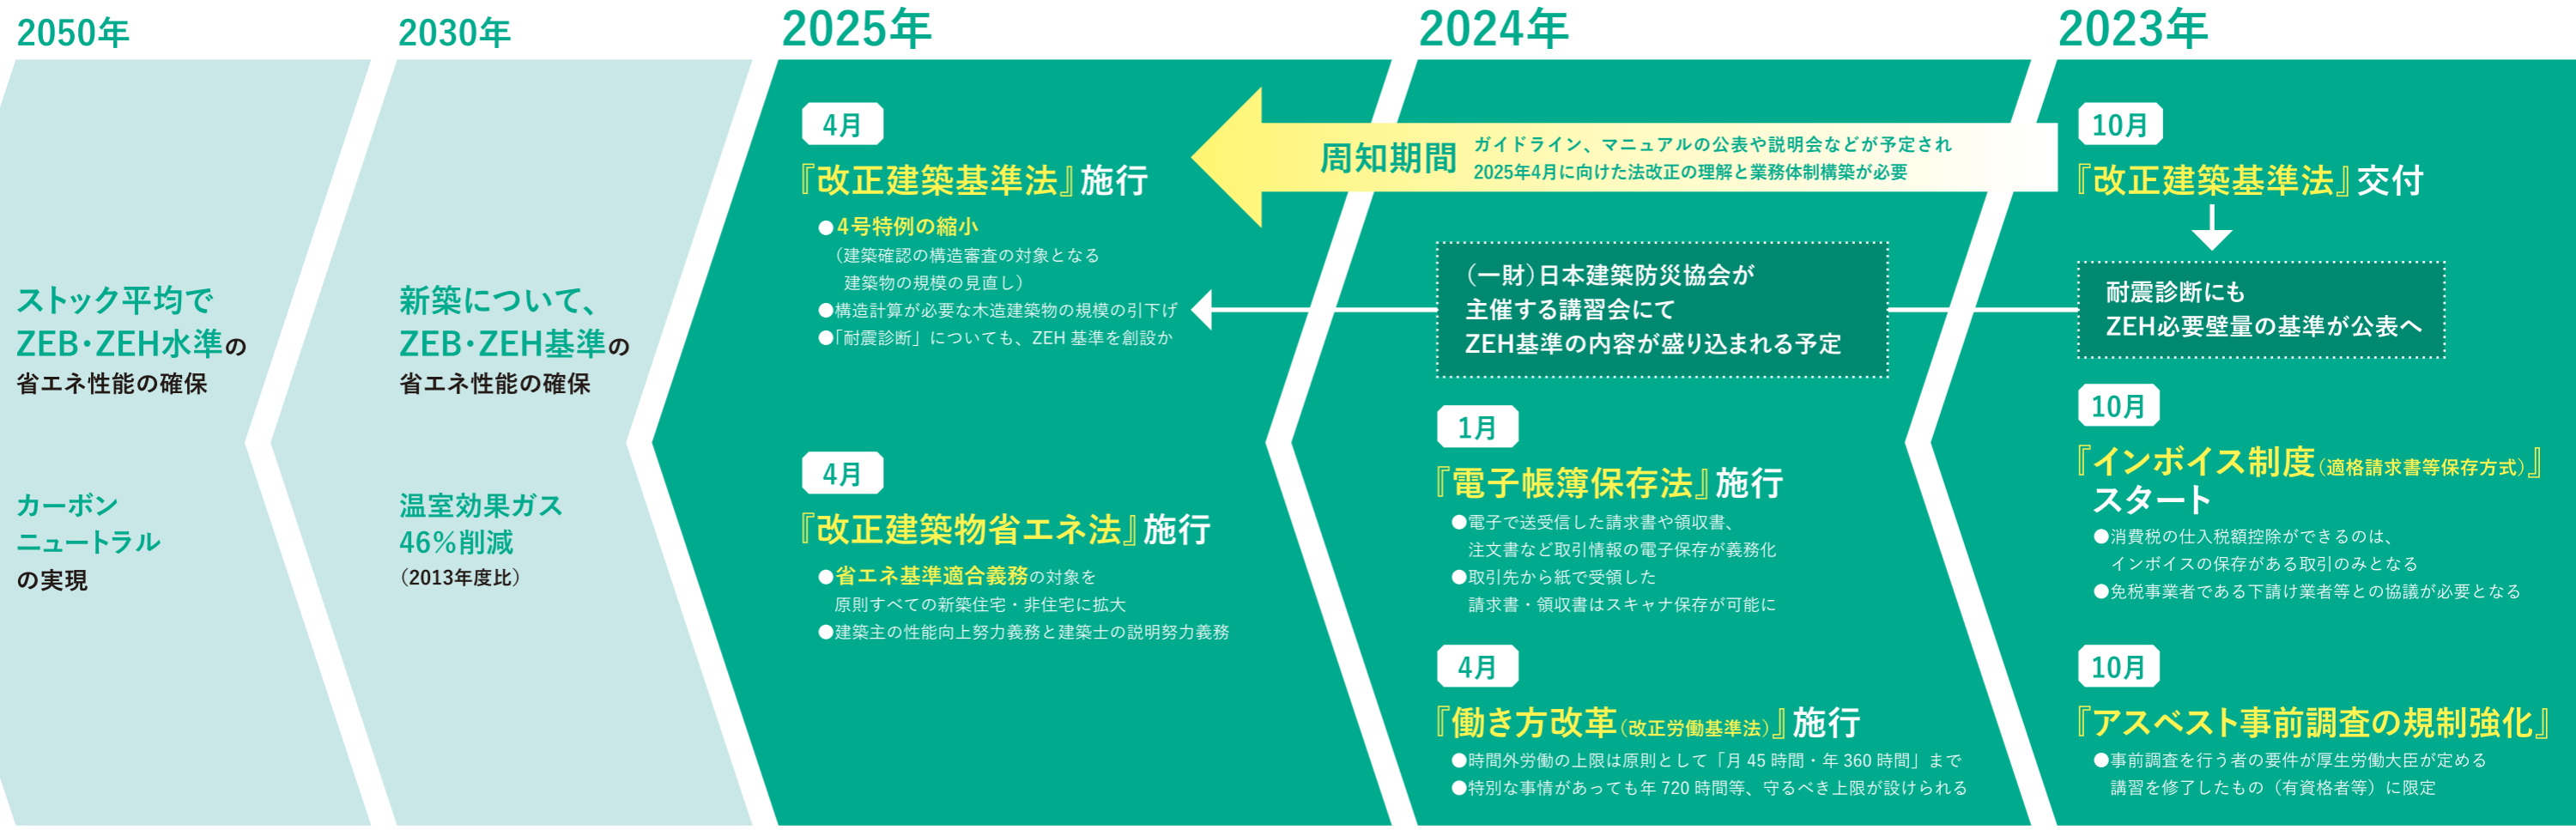 2050年
ストック平均で
ZEB・ZEH水準の
省エネ性能の確保
カーボン
ニュートラル
の実現
2030年
新築について、
ZEB・ZEH基準の
省エネ性能の確保
温室効果ガス
46%削減
（2013年度比）
2025年
4月
『改正建築基準法』施行
●4号特例の縮小
（建築確認の構造審査の対象となる
建築物の規模の見直し）
●構造計算が必要な木造建築物の規模の引下げ
●「耐震診断」についても、ZEH 基準を創設か
4月
『改正建築物省エネ法』施行
●省エネ基準適合義務の対象を
原則すべての新築住宅・非住宅に拡大
●建築主の性能向上努力義務と建築士の説明努力義務
2024年
周知期間
ガイドライン、マニュアルの公表や説明会などが予定され
2025年4月に向けた法改正の理解と業務体制構築が必要
（一財）日本建築防災協会が
主催する講習会にて
ZEH基準の内容が盛り込まれる予定
1月
『電子帳簿保存法』施行
●電子で送受信した請求書や領収書、
注文書など取引情報の電子保存が義務化
●取引先から紙で受領した
請求書・領収書はスキャナ保存が可能に
4月
『働き方改革（改正労働基準法）』施行
●時間外労働の上限は原則として「月 45 時間・年 360 時間」まで
●特別な事情があっても年 720 時間等、守るべき上限が設けられる
2023年
10月
『改正建築基準法』交付
耐震診断にも
ZEH必要壁量の基準が公表へ
10月
『インボイス制度（適格請求書等保存方式）』
スタート
●消費税の仕入税額控除ができるのは、
インボイスの保存がある取引のみとなる
●免税事業者である下請け業者等との協議が必要となる
10月
『アスベスト事前調査の規制強化』
●事前調査を行う者の要件が厚生労働大臣が定める
講習を修了したもの（有資格者等）に限定